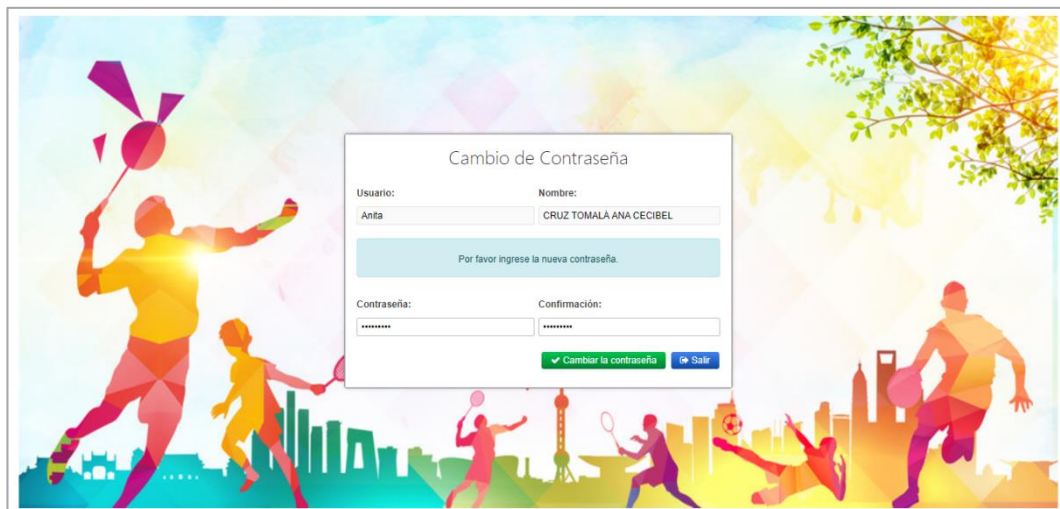 Cambio de Contraseña
Usuario: Nombre:
Anita CRUZ TOMALÀ ANA CECIBEL
Por favor ingrese la nueva contraseña.
Contraseña: Confirmación:
••••••••• •••••••••
Cambiar la contraseña Salir